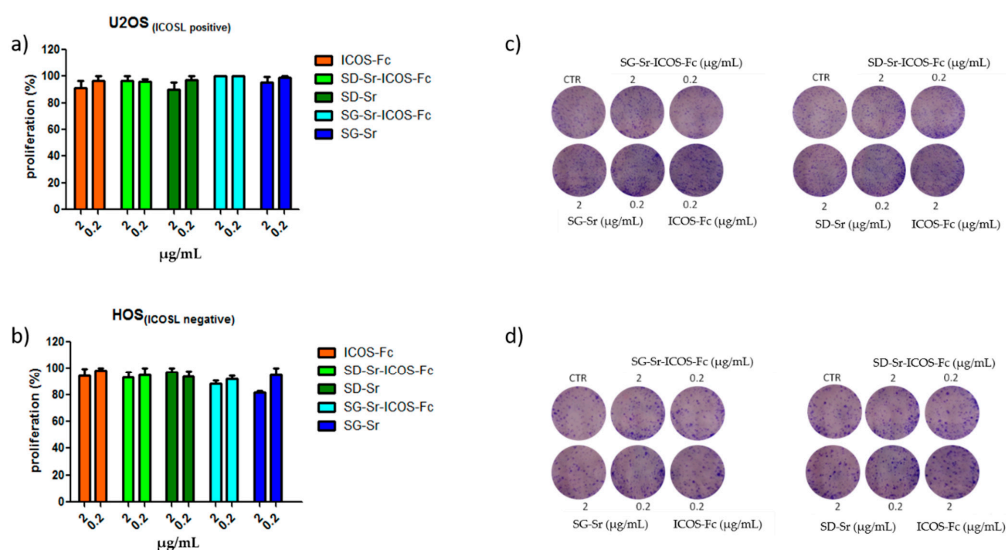 a)
U2OS (ICOSL positive)
proliferation (%)
120
100
80
60
40
20
0
2 0.2 2 0.2 2 0.2 2 0.2 2 0.2
µg/mL
ICOS-Fc
SD-Sr-ICOS-Fc
SD-Sr
SG-Sr-ICOS-Fc
SG-Sr
b)
HOS(ICOSL negative)
proliferation (%)
120
100
80
60
40
20
0
2 0.2 2 0.2 2 0.2 2 0.2 2 0.2
µg/mL
ICOS-Fc
SD-Sr-ICOS-Fc
SD-Sr
SG-Sr-ICOS-Fc
SG-Sr
c)
SG-Sr-ICOS-Fc (µg/mL)
CTR 2 0.2
2 0.2 2
SG-Sr (µg/mL) ICOS-Fc (µg/mL)
SD-Sr-ICOS-Fc (µg/mL)
CTR 2 0.2
2 0.2 2
SD-Sr (µg/mL) ICOS-Fc (µg/mL)
d)
SG-Sr-ICOS-Fc (µg/mL)
CTR 2 0.2
2 0.2 2
SG-Sr (µg/mL) ICOS-Fc (µg/mL)
SD-Sr-ICOS-Fc (µg/mL)
CTR 2 0.2
2 0.2 2
SD-Sr (µg/mL) ICOS-Fc (µg/mL)